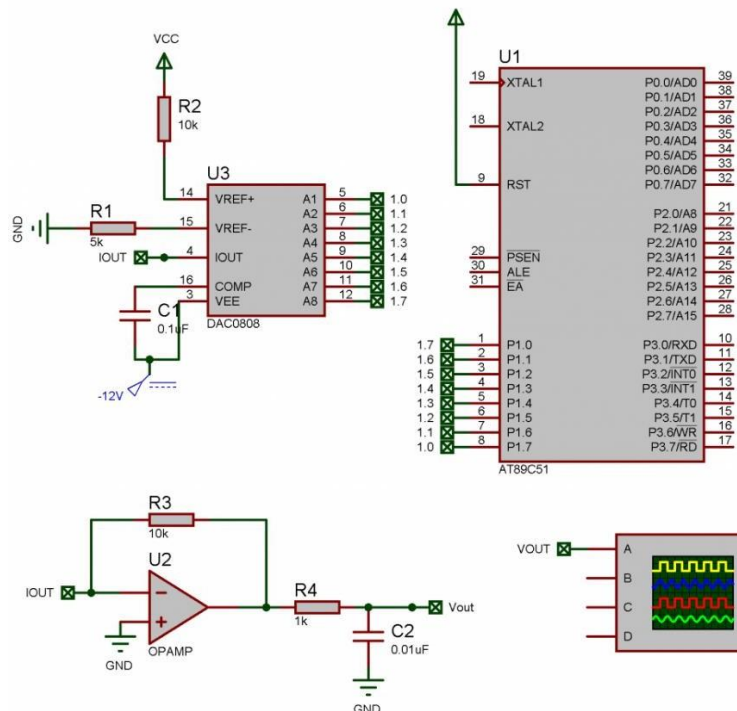 VCC
R2
10k
U3
14
VREF+
A1
5
1.0
A2
6
1.1
R1
5k
GND
15
VREF-
A3
7
1.2
A4
8
1.3
IOUT
4
IOUT
A5
9
1.4
A6
10
1.5
16
COMP
A7
11
1.6
3
VEE
A8
12
1.7
C1
0.1uF
DAC0808
-12V
U1
19
XTAL1
P0.0/AD0
39
P0.1/AD1
38
P0.2/AD2
37
18
XTAL2
P0.3/AD3
36
P0.4/AD4
35
P0.5/AD5
34
P0.6/AD6
33
9
RST
P0.7/AD7
32
P2.0/A8
21
P2.1/A9
22
P2.2/A10
23
29
PSEN
P2.3/A11
24
30
ALE
P2.4/A12
25
31
EA
P2.5/A13
26
P2.6/A14
27
P2.7/A15
28
1.7
1
P1.0
P3.0/RXD
10
1.6
2
P1.1
P3.1/TXD
11
1.5
3
P1.2
P3.2/INT0
12
1.4
4
P1.3
P3.3/INT1
13
1.3
5
P1.4
P3.4/T0
14
1.2
6
P1.5
P3.5/T1
15
1.1
7
P1.6
P3.6/WR
16
1.0
8
P1.7
P3.7/RD
17
AT89C51
R3
10k
U2
IOUT
GND
OPAMP
R4
1k
Vout
C2
0.01uF
GND
VOUT
A
B
C
D